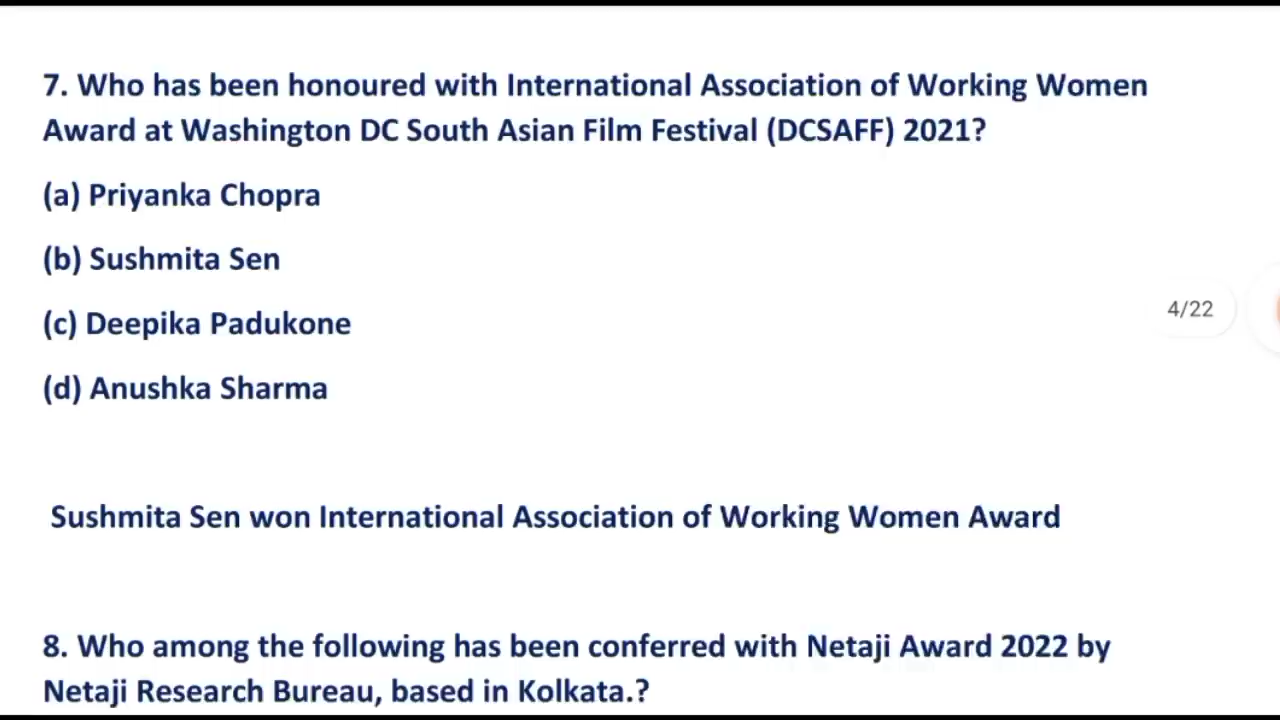 7. Who has been honoured with International Association of Working Women
Award at Washington DC South Asian Film Festival (DCSAFF) 2021?
(a) Priyanka Chopra
(b) Sushmita Sen
(c) Deepika Padukone
4/22
(d) Anushka Sharma
Sushmita Sen won International Association of Working Women Award
8. Who among the following has been conferred with Netaji Award 2022 by
Netaji Research Bureau, based in Kolkata.?